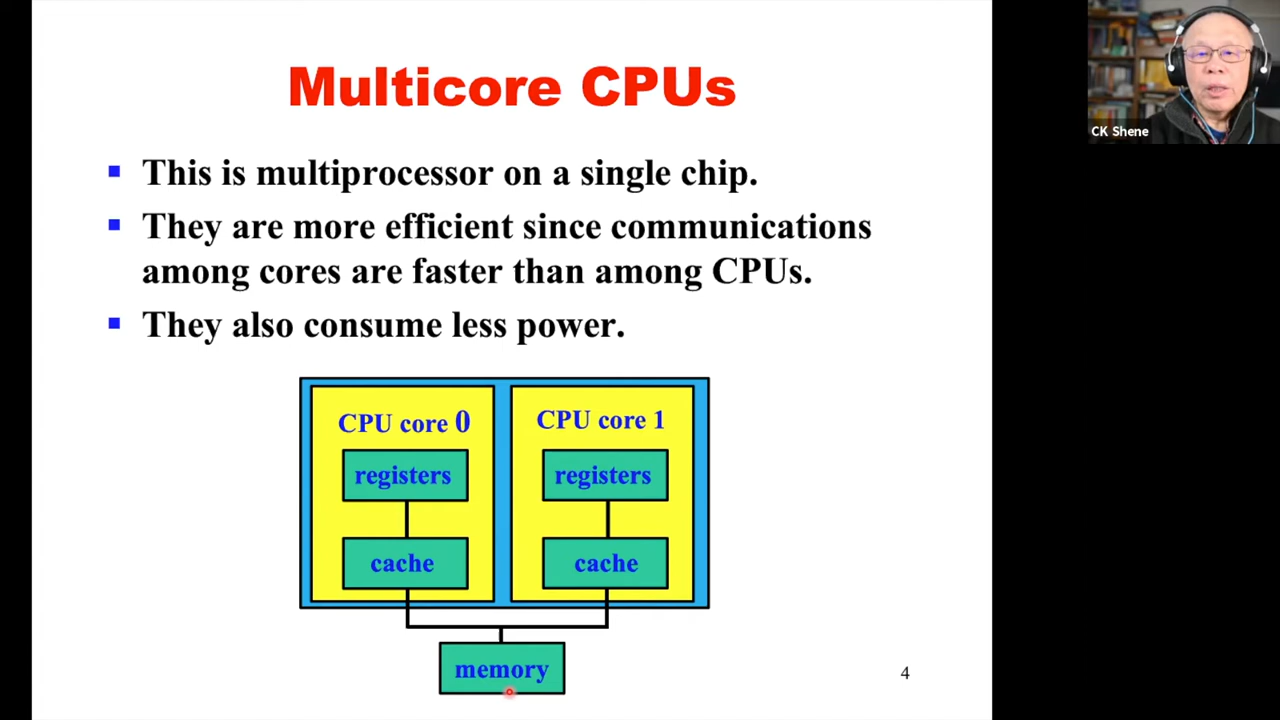 Multicore CPUs
This is multiprocessor on a single chip.
They are more efficient since communications
among cores are faster than among CPUs.
They also consume less power.
CPU core 0
registers
cache
CPU core 1
registers
cache
memory
4
CK Shene